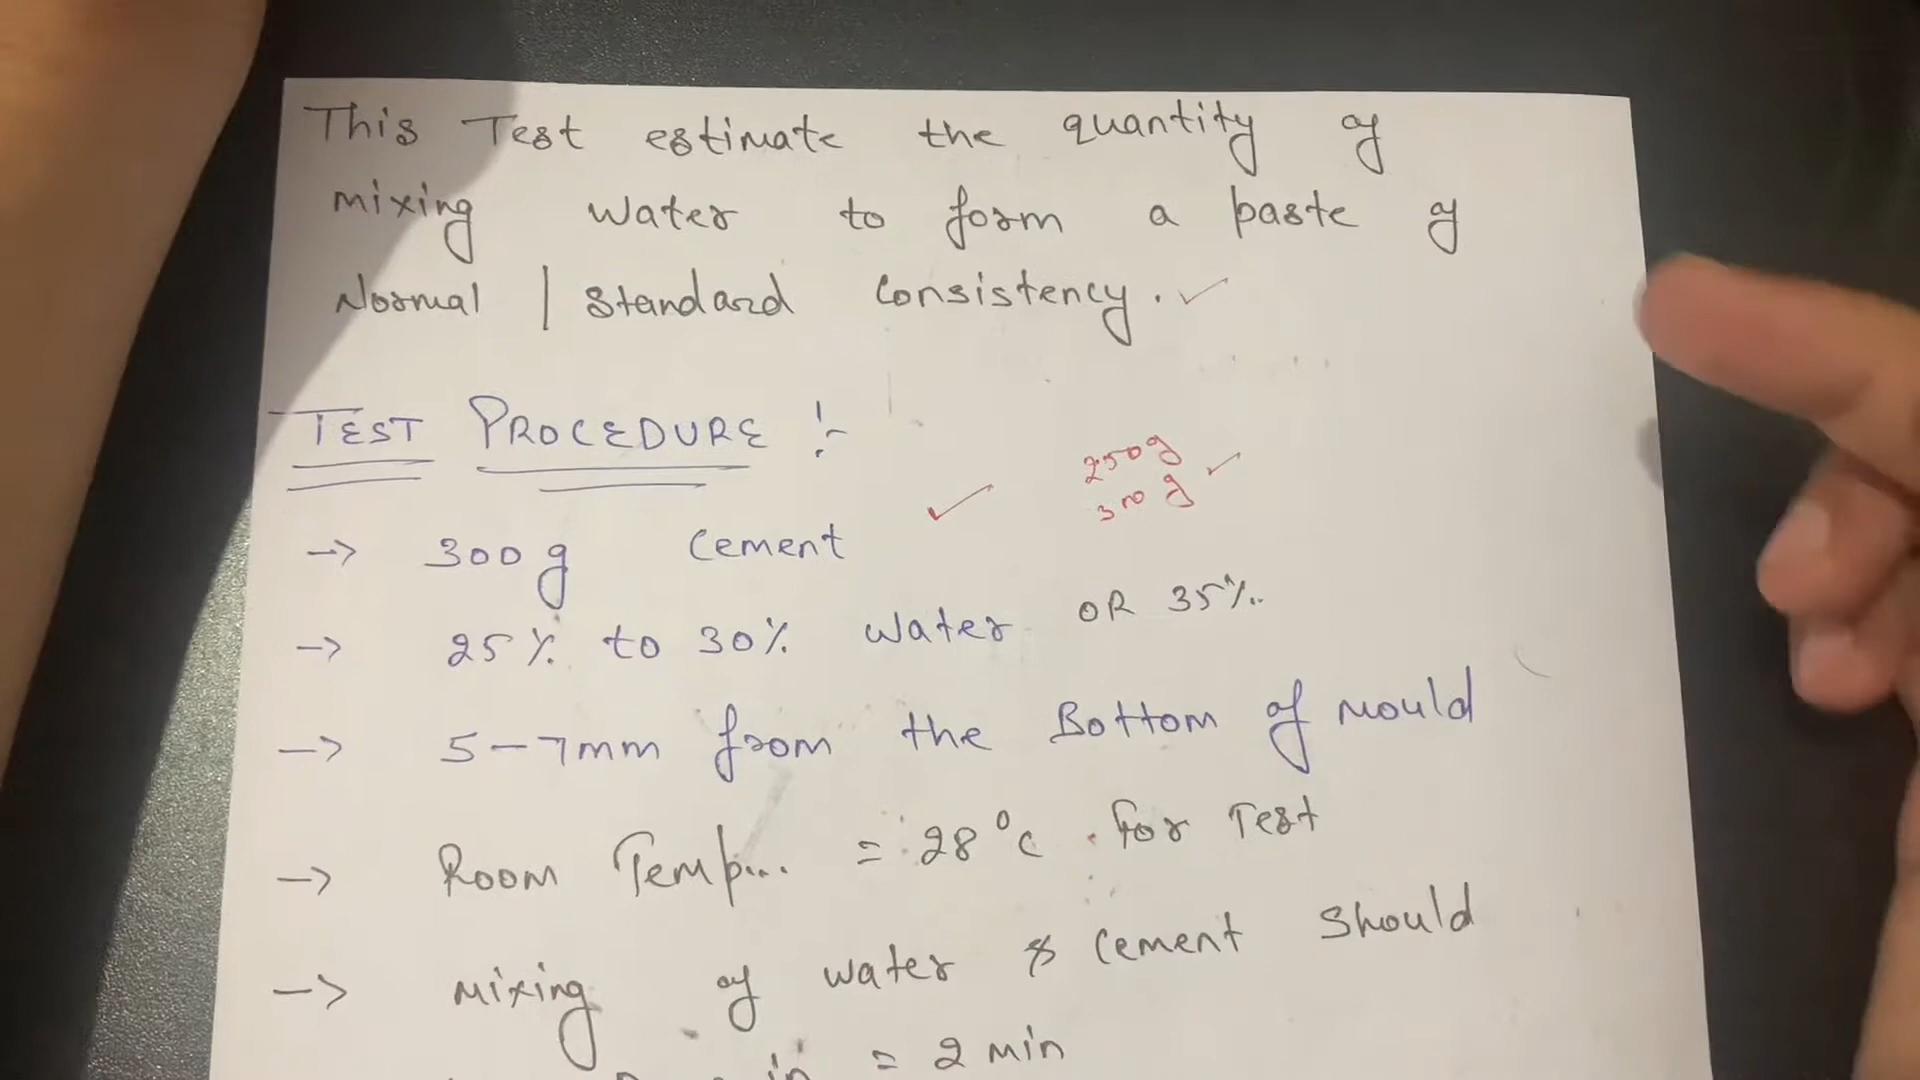 This Test estimate the quantity of
mixing water to form a paste of
Normal / Standard Consistency.
TEST PROCEDURE :-
250g
300g
→ 300g Cement
→ 25% to 30% water OR 35%.
→ 5-7mm from the Bottom of mould
→ Room Temp... = 28°C. For Test
→ mixing of water & cement should
in = 2 min